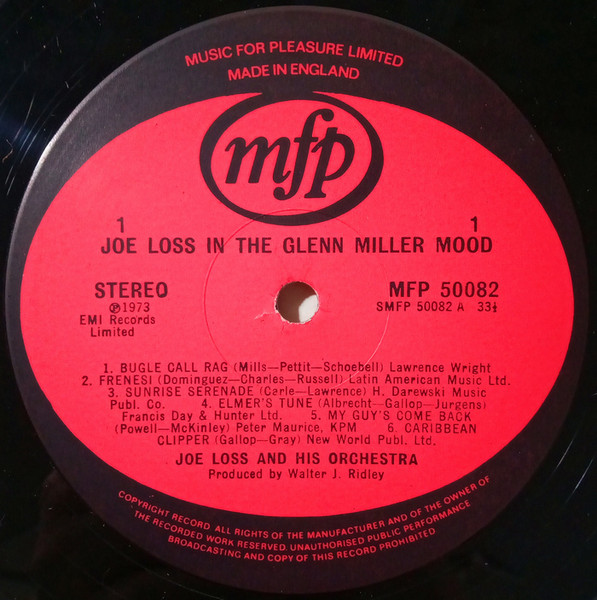 MUSIC FOR PLEASURE LIMITED
MADE IN ENGLAND
mfp
1 1
JOE LOSS IN THE GLENN MILLER MOOD
STEREO MFP 50082
Ⓟ1973 SMFP 50082 A 33⅓
EMI Records
Limited
1. BUGLE CALL RAG (Mills—Pettit—Schoebell) Lawrence Wright
2. FRENESI (Dominguez—Charles—Russell) Latin American Music Ltd.
3. SUNRISE SERENADE (Carle—Lawrence) H. Darewski Music
Publ. Co. 4. ELMER'S TUNE (Albrecht—Gallop—Jurgens)
Francis Day & Hunter Ltd. 5. MY GUY'S COME BACK
(Powell—McKinley) Peter Maurice, KPM 6. CARIBBEAN
CLIPPER (Gallop—Gray) New World Publ. Ltd.
JOE LOSS AND HIS ORCHESTRA
Produced by Walter J. Ridley
COPYRIGHT RECORD ALL RIGHTS OF THE MANUFACTURER AND OF THE OWNER OF
THE RECORDED WORK RESERVED. UNAUTHORISED PUBLIC PERFORMANCE
BROADCASTING AND COPY OF THIS RECORD PROHIBITED